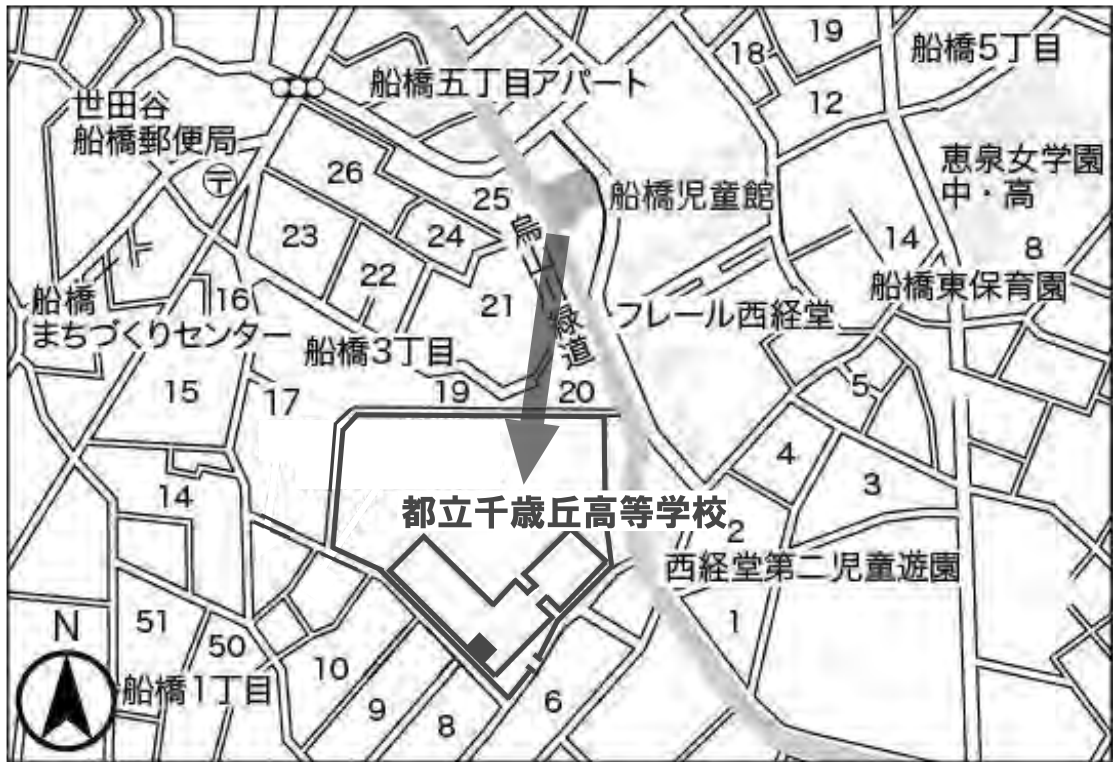 19
船橋5丁目
18
船橋五丁目アパート
12
世田谷
船橋郵便局
〒
恵泉女学園
中・高
26
25
船橋児童館
23
24
烏山緑道
14
8
22
船橋東保育園
船橋
まちづくりセンター
16
21
フレール西経堂
船橋3丁目
15
17
19
20
5
4
3
14
都立千歳丘高等学校
2
西経堂第二児童遊園
51
50
N
10
1
船橋1丁目
9
8
6